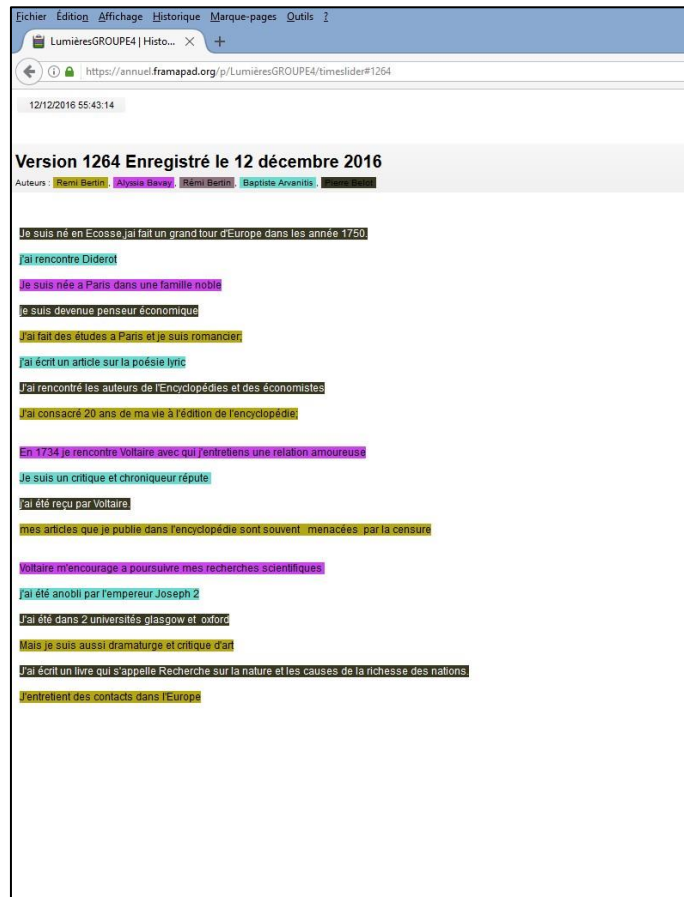 Fichier Édition Affichage Historique Marque-pages Outils ?
LumièresGROUPE4 | Histo... × +
https://annuel.framapad.org/p/LumièresGROUPE4/timeslider#1264
12/12/2016 55:43:14
Version 1264 Enregistré le 12 décembre 2016
Auteurs : Remi Bertin , Alyssia Bavay , Rémi Bertin , Baptiste Arvanitis , Pierre Belot
Je suis né en Ecosse,jai fait un grand tour d'Europe dans les année 1750.
j'ai rencontre Diderot
Je suis née a Paris dans une famille noble
je suis devenue penseur économique
J'ai fait des études a Paris et je suis romancier;
j'ai écrit un article sur la poésie lyric
J'ai rencontré les auteurs de l'Encyclopédies et des économistes
J'ai consacré 20 ans de ma vie à l'édition de l'encyclopédie;
En 1734 je rencontre Voltaire avec qui j'entretiens une relation amoureuse
Je suis un critique et chroniqueur répute
j'ai été reçu par Voltaire.
mes articles que je publie dans l'encyclopédie sont souvent menacées par la censure
Voltaire m'encourage a poursuivre mes recherches scientifiques
j'ai été anobli par l'empereur Joseph 2
J'ai été dans 2 universités glasgow et oxford
Mais je suis aussi dramaturge et critique d'art
J'ai écrit un livre qui s'appelle Recherche sur la nature et les causes de la richesse des nations.
J'entretient des contacts dans l'Europe